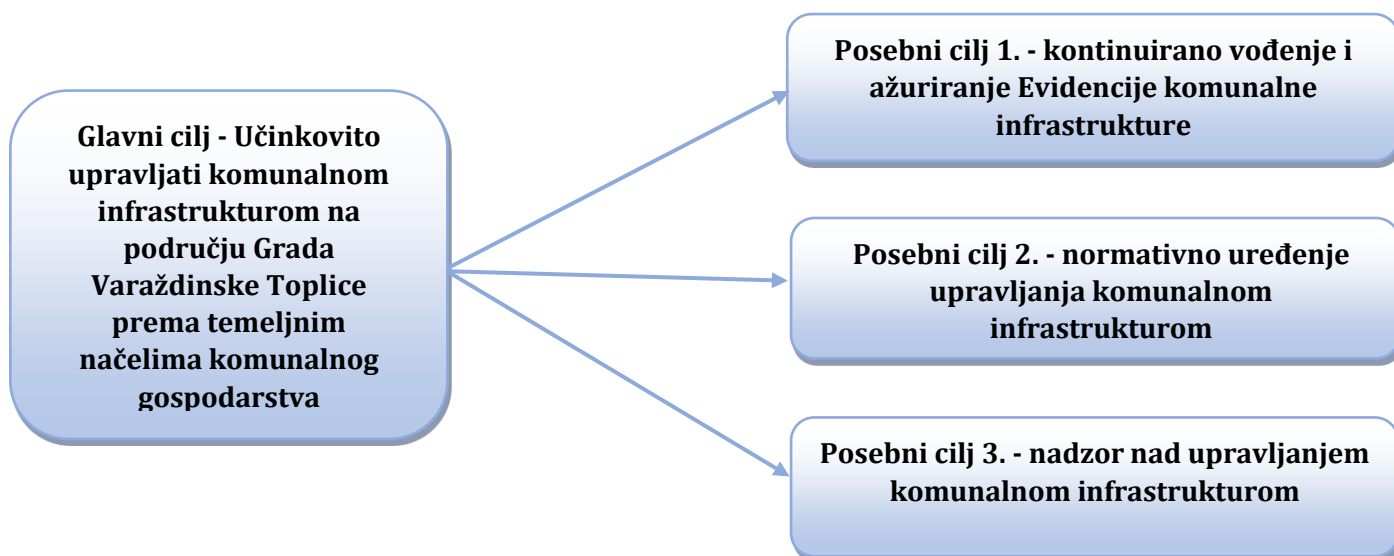 Glavni cilj - Učinkovito
upravljati komunalnom
infrastrukturom na
području Grada
Varaždinske Toplice
prema temeljnim
načelima komunalnog
gospodarstva
Posebni cilj 1. - kontinuirano vođenje i
ažuriranje Evidencije komunalne
infrastrukture
Posebni cilj 2. - normativno uređenje
upravljanja komunalnom
infrastrukturom
Posebni cilj 3. - nadzor nad upravljanjem
komunalnom infrastrukturom